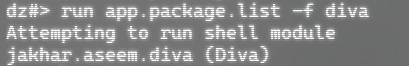 dz#> run app.package.list -f diva
Attempting to run shell module
jakhar.aseem.diva (Diva)